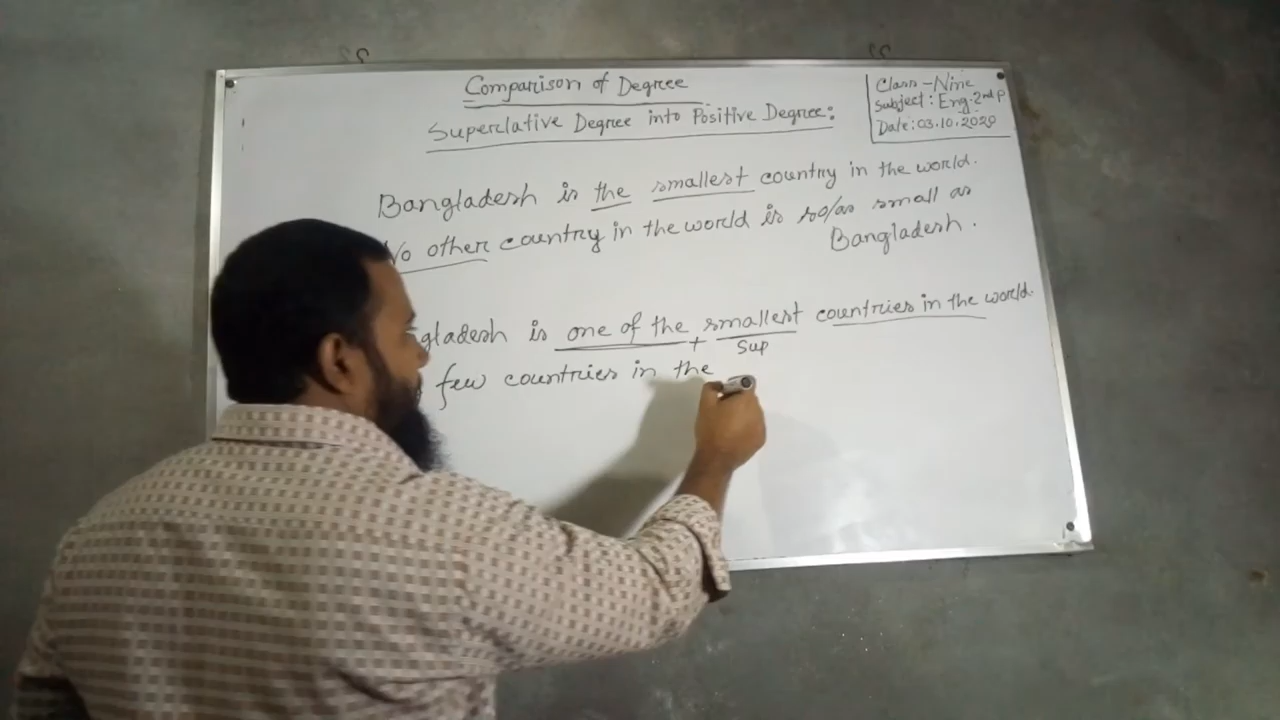 Comparison of Degree
Class - Nine
Subject : Eng. 2nd P
Date: 03.10.2020
Superlative Degree into Positive Degree:
Bangladesh is the smallest country in the world.
No other country in the world is so/as small as
Bangladesh.
gladesh is one of the smallest countries in the world.
+ sup
few countries in the